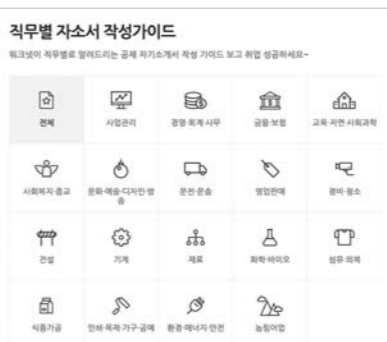 직무별 자소서 작성가이드
워크넷이 직무별로 알려드리는 공채 자기소개서 작성 가이드 보고 취업 성공하세요~
전체
사업관리
경영·회계·사무
금융·보험
교육·자연·사회과학
사회복지·종교
문화·예술·디자인·방
송
운전·운송
영업판매
경비·청소
건설
기계
재료
화학·바이오
섬유·의복
식품가공
인쇄·목재·가구·공예
환경·에너지·안전
농림어업